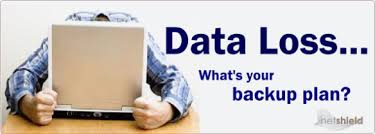 Data Loss...
What's your
backup plan?
netshield